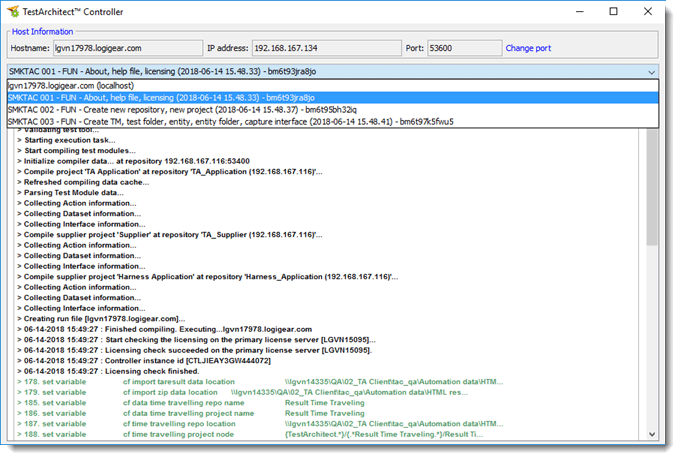 TestArchitect™ Controller
Host Information
Hostname: lgvn17978.logigear.com IP address: 192.168.167.134 Port: 53600 Change port
SMKTAC 001 - FUN - About, help file, licensing (2018-06-14 15.48.33) - bm6t93jra8jo
lgvn17978.logigear.com (localhost)
SMKTAC 001 - FUN - About, help file, licensing (2018-06-14 15.48.33) - bm6t93jra8jo
SMKTAC 002 - FUN - Create new repository, new project (2018-06-14 15.48.37) - bm6t95bh32iq
SMKTAC 003 - FUN - Create TM, test folder, entity, entity folder, capture interface (2018-06-14 15.48.41) - bm6t97k5fwu5
> Validating test tool...
> Starting execution task...
> Start compiling test modules...
> Initialize compiler data... at repository 192.168.167.116:53400
> Compile project 'TA Application' at repository 'TA_Application (192.168.167.116)'...
> Refreshed compiling data cache...
> Parsing Test Module data...
> Collecting Action information...
> Collecting Dataset information...
> Collecting Interface information...
> Compile supplier project 'Supplier' at repository 'TA_Supplier (192.168.167.116)'...
> Collecting Action information...
> Collecting Dataset information...
> Collecting Interface information...
> Compile supplier project 'Harness Application' at repository 'Harness_Application (192.168.167.116)'...
> Collecting Action information...
> Collecting Dataset information...
> Collecting Interface information...
> Creating run file [lgvn17978.logigear.com]...
> 06-14-2018 15:49:27 : Finished compiling. Executing...lgvn17978.logigear.com
> 06-14-2018 15:49:27 : Start checking the licensing on the primary license server [LGVN15095]...
> 06-14-2018 15:49:27 : Licensing check succeeded on the primary license server [LGVN15095].
> 06-14-2018 15:49:27 : Controller instance id [CTLJIEAY3GW444072]
> 06-14-2018 15:49:27 : Licensing check finished.
> 178. set variable cf import taresult data location \\lgvn14335\QA\02_TA Client\tac_qa\Automation data\HTM...
> 179. set variable cf import zip data location \\lgvn14335\QA\02_TA Client\tac_qa\Automation data\HTML res...
> 185. set variable cf data time travelling repo name Result Time Traveling
> 186. set variable cf data time travelling project name Result Time Traveling
> 187. set variable cf time travelling repo location \\lgvn14335\QA\02_TA Client\tac_qa\Automation data\HTM...
> 188. set variable cf time travelling project node {TestArchitect.*}/{.*Result Time Traveling.*}/Result Ti...